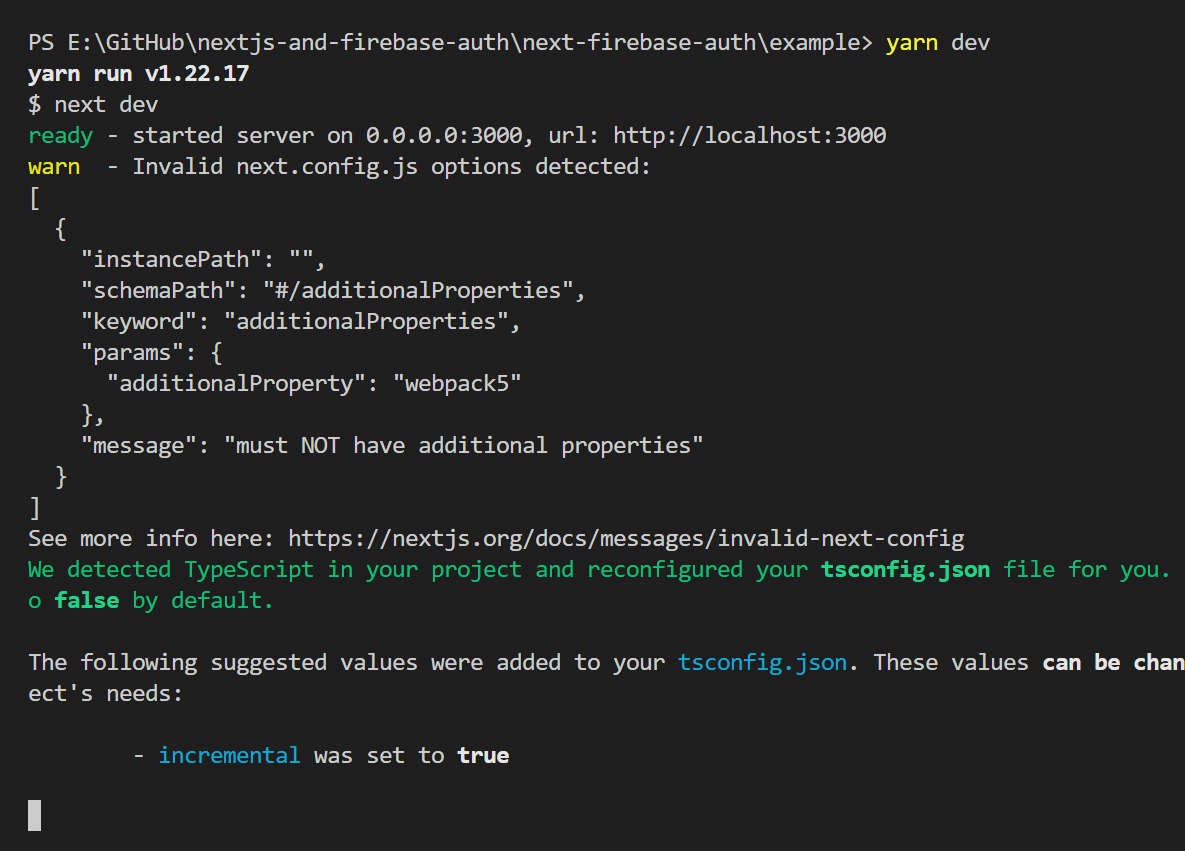 PS E:\GitHub\nextjs-and-firebase-auth\next-firebase-auth\example> yarn dev
yarn run v1.22.17
$ next dev
ready - started server on 0.0.0.0:3000, url: http://localhost:3000
warn  - Invalid next.config.js options detected:
[
  {
    "instancePath": "",
    "schemaPath": "#/additionalProperties",
    "keyword": "additionalProperties",
    "params": {
      "additionalProperty": "webpack5"
    },
    "message": "must NOT have additional properties"
  }
]
See more info here: https://nextjs.org/docs/messages/invalid-next-config
We detected TypeScript in your project and reconfigured your tsconfig.json file for you.
o false by default.
The following suggested values were added to your tsconfig.json. These values can be chan
ect's needs:
        - incremental was set to true